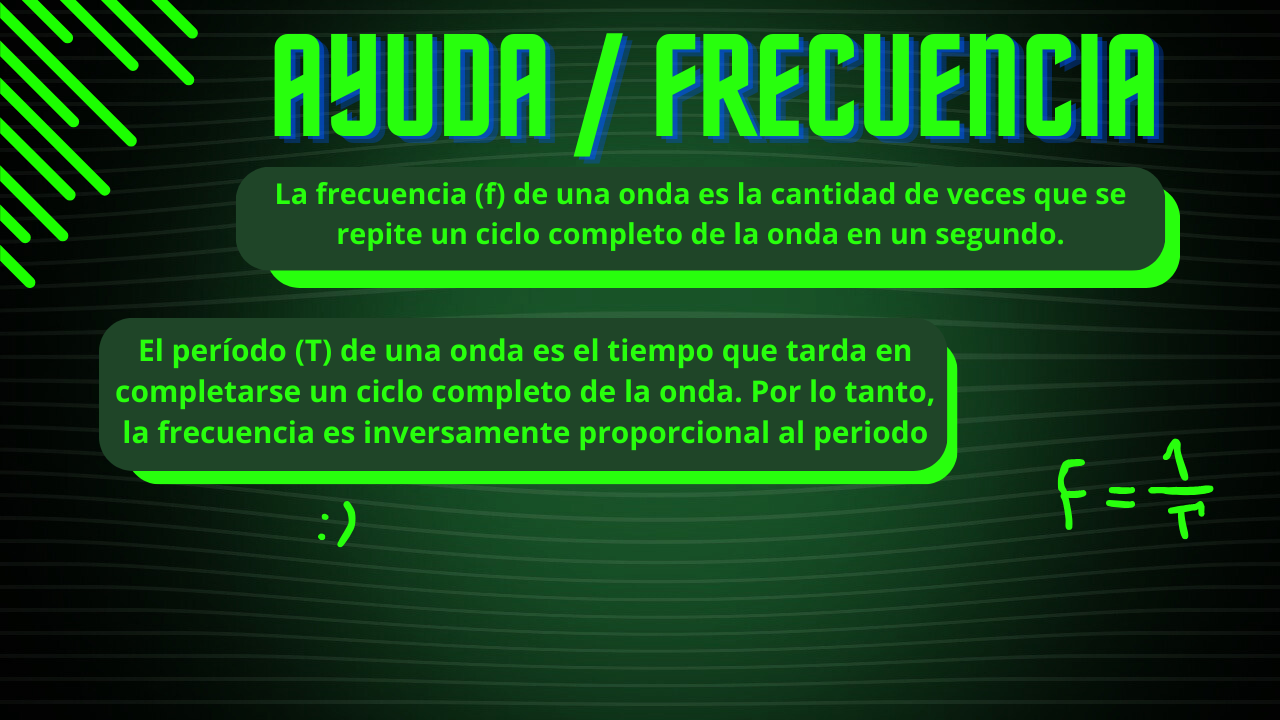 AYUDA / FRECUENCIA
La frecuencia (f) de una onda es la cantidad de veces que se
repite un ciclo completo de la onda en un segundo.
El período (T) de una onda es el tiempo que tarda en
completarse un ciclo completo de la onda. Por lo tanto,
la frecuencia es inversamente proporcional al periodo
F = 1/T
:)